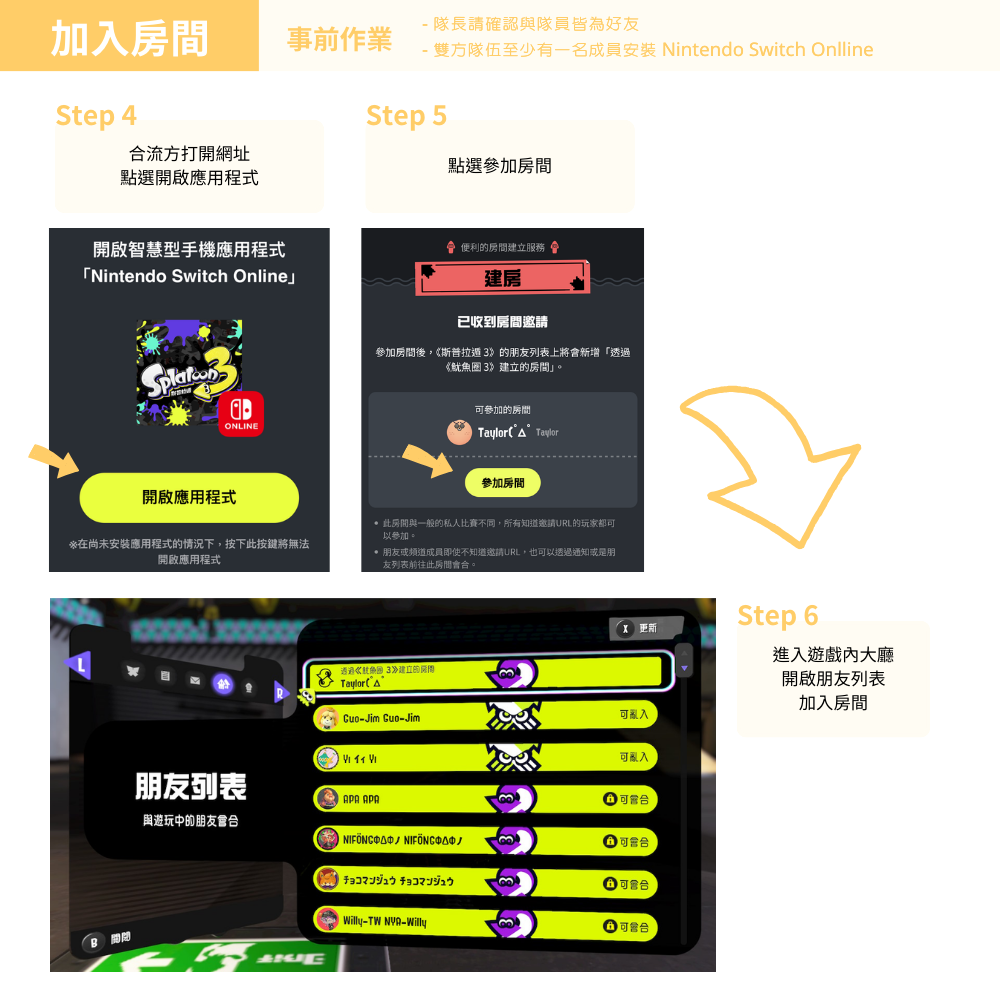 加入房間
事前作業
- 隊長請確認與隊員皆為好友
- 雙方隊伍至少有一名成員安裝 Nintendo Switch Onlline
Step 4
合流方打開網址
點選開啟應用程式
開啟智慧型手機應用程式
「Nintendo Switch Online」
Splatoon 3
斯普拉遁
ONLINE
開啟應用程式
※在尚未安裝應用程式的情況下，按下此按鍵將無法
開啟應用程式
Step 5
點選參加房間
便利的房間建立服務
建房
已收到房間邀請
參加房間後，《斯普拉遁 3》的朋友列表上將會新增「透過
《魷魚圈 3》建立的房間」。
可參加的房間
Taylor(ﾟΔﾟ Taylor
參加房間
• 此房間與一般的私人比賽不同，所有知道邀請URL的玩家都可
以參加。
• 朋友或頻道成員即使不知道邀請URL，也可以透過通知或是朋
友列表前往此房間會合。
Step 6
進入遊戲內大廳
開啟朋友列表
加入房間
X 更新
L
R
朋友列表
與遊玩中的朋友會合
B 關閉
透過《魷魚圈 3》建立的房間
Taylor(ﾟΔﾟ
Guo-Jim Guo-Jim
可亂入
Yi イィ Yi
可亂入
APA APA
可會合
NIFÖNGΦΔΦノ NIFÖNGΦΔΦノ
可會合
チョコマンジュウ チョコマンジュウ
可會合
Willy-TW NYA-Willy
可會合